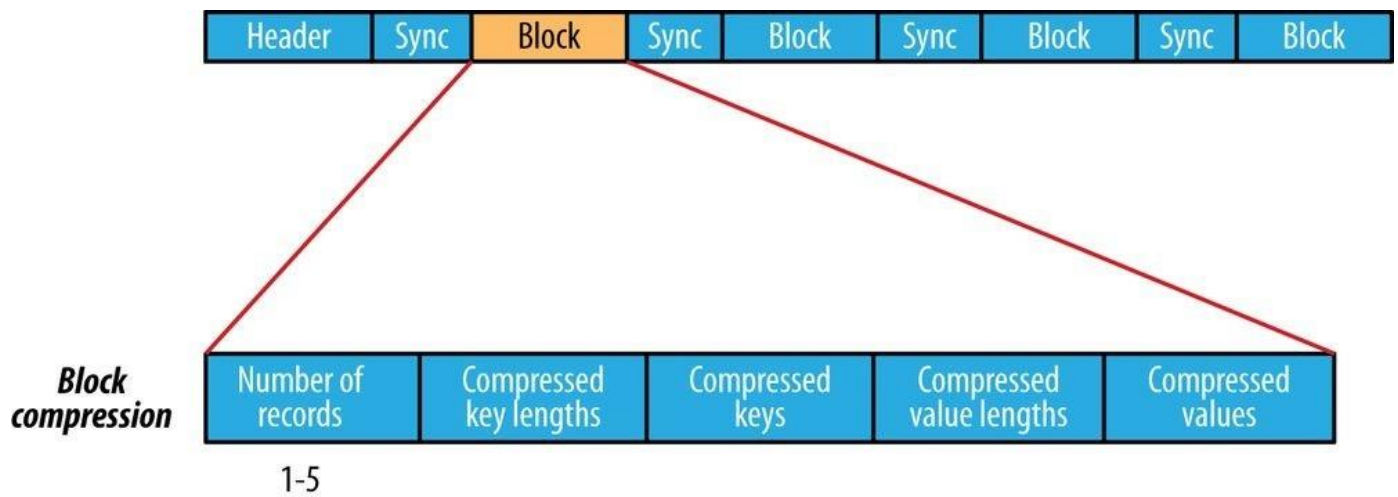 Header Sync Block Sync Block Sync Block Sync Block
Block compression
Number of records
Compressed key lengths
Compressed keys
Compressed value lengths
Compressed values
1-5